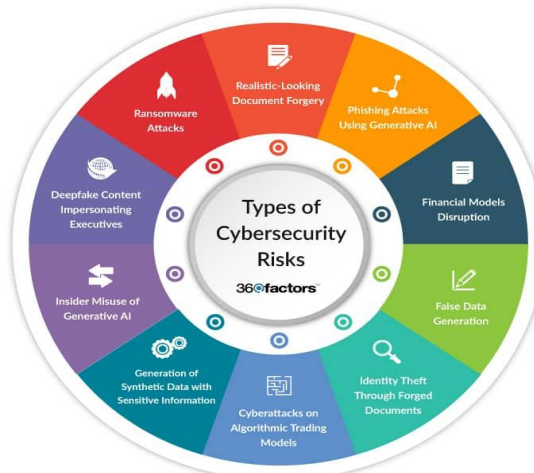 Realistic-Looking
Document Forgery
Phishing Attacks
Using Generative AI
Financial Models
Disruption
False Data
Generation
Identity Theft
Through Forged
Documents
Cyberattacks on
Algorithmic Trading
Models
Generation of
Synthetic Data with
Sensitive Information
Insider Misuse of
Generative AI
Deepfake Content
Impersonating
Executives
Ransomware
Attacks
Types of
Cybersecurity
Risks
360factors